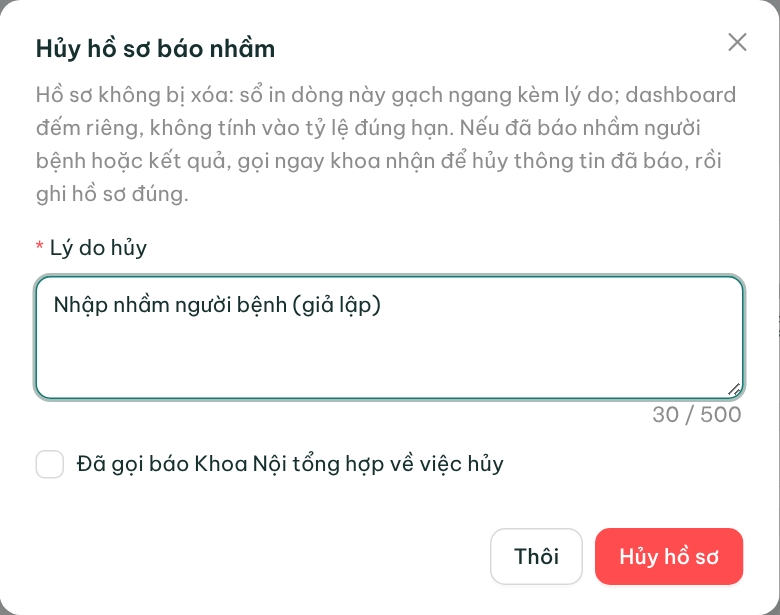 Hủy hồ sơ báo nhầm
Hồ sơ không bị xóa: sổ in dòng này gạch ngang kèm lý do; dashboard
đếm riêng, không tính vào tỷ lệ đúng hạn. Nếu đã báo nhầm người
bệnh hoặc kết quả, gọi ngay khoa nhận để hủy thông tin đã báo, rồi
ghi hồ sơ đúng.
* Lý do hủy
Nhập nhầm người bệnh (giả lập)
30 / 500
Đã gọi báo Khoa Nội tổng hợp về việc hủy
Thôi
Hủy hồ sơ